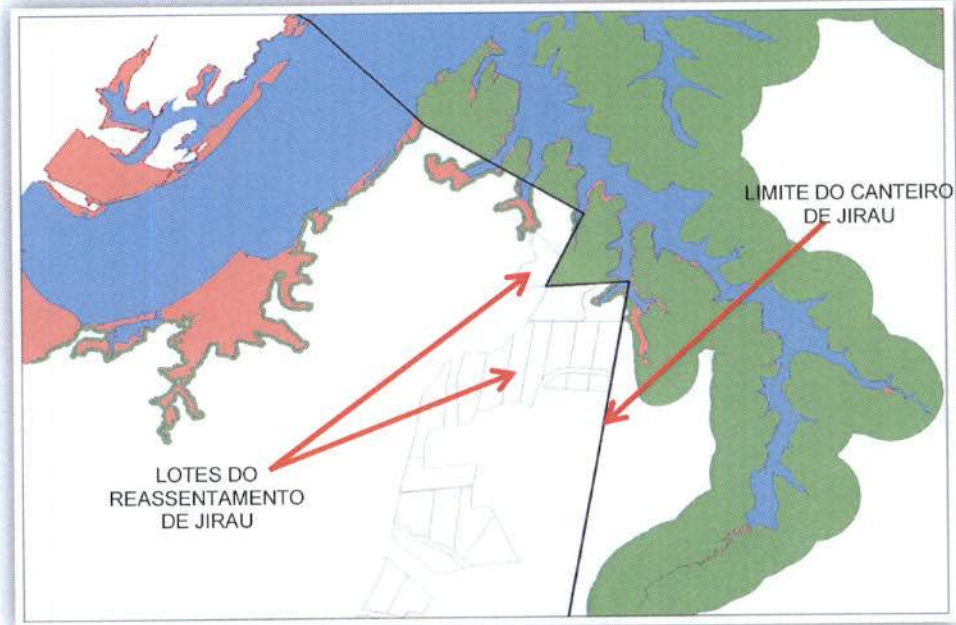 LIMITE DO CANTEIRO
DE JIRAU
LOTES DO
REASSENTAMENTO
DE JIRAU